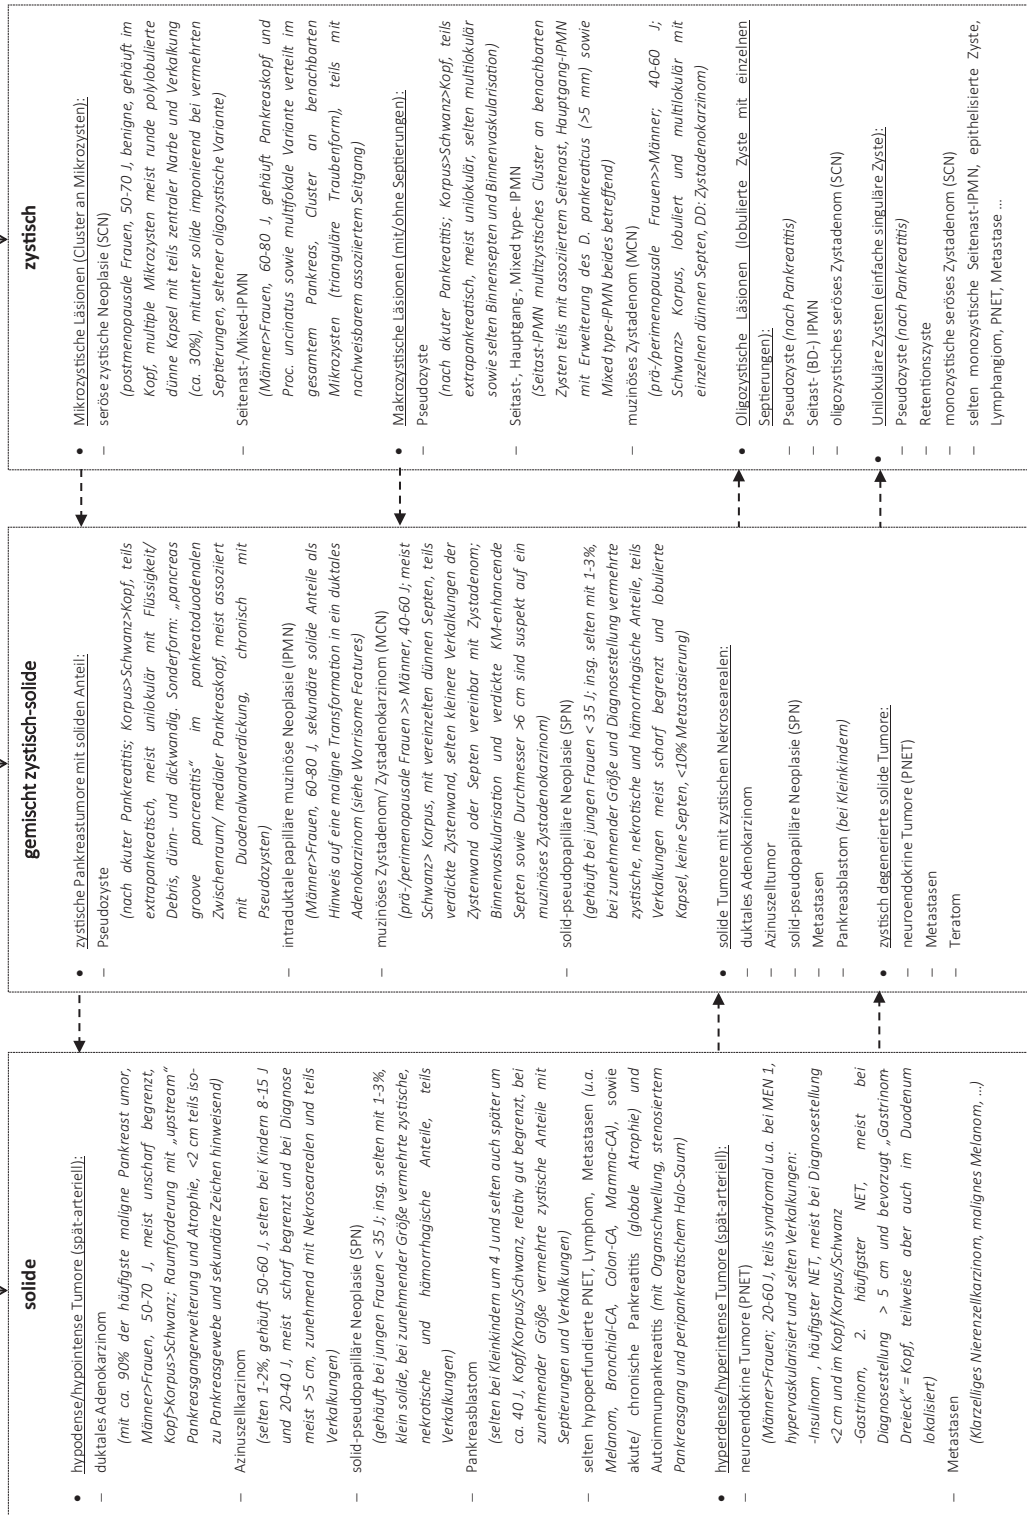 solide
● hypodense/hypointense Tumore (spät-arteriell):
– duktales Adenokarzinom
(mit ca. 90% der häufigste maligne Pankreast umor,
Männer>Frauen, 50-70 J, meist unscharf begrenzt,
Kopf>Korpus>Schwanz; Raumforderung mit „upstream“
Pankreasgangerweiterung und Atrophie, <2 cm teils iso-
zu Pankreasgewebe und sekundäre Zeichen hinweisend)
– Azinuszellkarzinom
(selten 1-2%, gehäuft 50-60 J, selten bei Kindern 8-15 J
und 20-40 J, meist scharf begrenzt und bei Diagnose
meist >5 cm, zunehmend mit Nekrosearealen und teils
Verkalkungen)
– solid-pseudopapilläre Neoplasie (SPN)
(gehäuft bei jungen Frauen < 35 J; insg. selten mit 1-3%,
klein solide, bei zunehmender Größe vermehrte zystische,
nekrotische und hämorrhagische Anteile, teils
Verkalkungen)
– Pankreasblastom
(selten bei Kleinkindern um 4 J und selten auch später um
ca. 40 J, Kopf/Korpus/Schwanz, relativ gut begrenzt, bei
zunehmender Größe vermehrte zystische Anteile mit
Septierungen und Verkalkungen)
– selten hypoperfundierte PNET, Lymphom, Metastasen (u.a.
Melanom, Bronchial-CA, Colon-CA, Mamma-CA), sowie
akute/ chronische Pankreatitis (globale Atrophie) und
Autoimmunpankreatitis (mit Organschwellung, stenosiertem
Pankreasgang und peripankreatischem Halo-Saum)
● hyperdense/hyperintense Tumore (spät-arteriell):
– neuroendokrine Tumore (PNET)
(Männer>Frauen; 20-60 J, teils syndromal u.a. bei MEN 1,
hypervaskularisiert und selten Verkalkungen:
-Insulinom , häufigster NET, meist bei Diagnosestellung
<2 cm und im Kopf/Korpus/Schwanz
-Gastrinom, 2. häufigster NET, meist bei
Diagnosestellung > 5 cm und bevorzugt „Gastrinom-
Dreieck“ = Kopf, teilweise aber auch im Duodenum
lokalisiert)
– Metastasen
(Klarzelliges Nierenzellkarzinom, malignes Melanom, ...)
gemischt zystisch-solide
● zystische Pankreastumore mit soliden Anteil:
– Pseudozyste
(nach akuter Pankreatitis; Korpus>Schwanz>Kopf, teils
extrapankreatisch, meist unilokulär mit Flüssigkeit/
Debris, dünn- und dickwandig. Sonderform: „pancreas
groove pancreatitis“ im pankreatoduodenalen
Zwischenraum/ medialer Pankreaskopf, meist assoziiert
mit Duodenalwandverdickung, chronisch mit
Pseudozysten)
– intraduktale papilläre muzinöse Neoplasie (IPMN)
(Männer>Frauen, 60-80 J, sekundäre solide Anteile als
Hinweis auf eine maligne Transformation in ein duktales
Adenokarzinom (siehe Worrisome Features)
– muzinöses Zystadenom/ Zystadenokarzinom (MCN)
(prä-/perimenopausale Frauen >> Männer, 40-60 J; meist
Schwanz> Korpus, mit vereinzelten dünnen Septen, teils
verdickte Zystenwand, selten kleinere Verkalkungen der
Zystenwand oder Septen vereinbar mit Zystadenom;
Binnenvaskularisation und verdickte KM-enhancende
Septen sowie Durchmesser >6 cm sind suspekt auf ein
muzinöses Zystadenokarzinom)
– solid-pseudopapilläre Neoplasie (SPN)
(gehäuft bei jungen Frauen < 35 J; insg. selten mit 1-3%,
bei zunehmender Größe und Diagnosestellung vermehrte
zystische, nekrotische und hämorrhagische Anteile, teils
Verkalkungen meist scharf begrenzt und lobulierte
Kapsel, keine Septen, <10% Metastasierung)
● solide Tumore mit zystischen Nekrosearealen:
– duktales Adenokarzinom
– Azinuszelltumor
– solid-pseudopapilläre Neoplasie (SPN)
– Metastasen
– Pankreasblastom (bei Kleinkindern)
● zystisch degenerierte solide Tumore:
– neuroendokrine Tumore (PNET)
– Metastasen
– Teratom
zystisch
● Mikrozystische Läsionen (Cluster an Mikrozysten):
– seröse zystische Neoplasie (SCN)
(postmenopausale Frauen, 50-70 J, benigne, gehäuft im
Kopf, multiple Mikrozysten meist runde polylobulierte
dünne Kapsel mit teils zentraler Narbe und Verkalkung
(ca. 30%), mitunter solide imponierend bei vermehrten
Septierungen, seltener oligozystische Variante)
– Seitenast-/Mixed-IPMN
(Männer>Frauen, 60-80 J, gehäuft Pankreaskopf und
Proc. uncinatus sowie multifokale Variante verteilt im
gesamtem Pankreas, Cluster an benachbarten
Mikrozysten (trianguläre Traubenform), teils mit
nachweisbarem assoziiertem Seitgang)
● Makrozystische Läsionen (mit/ohne Septierungen):
– Pseudozyste
(nach akuter Pankreatitis; Korpus>Schwanz>Kopf, teils
extrapankreatisch, meist unilokulär, selten multilokulär
sowie selten Binnensepten und Binnenvaskularisation)
– Seitast-, Hauptgang-, Mixed type- IPMN
(Seitast-IPMN multizystisches Cluster an benachbarten
Zysten teils mit assoziiertem Seitenast, Hauptgang-IPMN
mit Erweiterung des D. pankreaticus (>5 mm) sowie
Mixed type-IPMN beides betreffend)
– muzinöses Zystadenom (MCN)
(prä-/perimenopausale Frauen>>Männer; 40-60 J;
Schwanz> Korpus, lobuliert und multilokulär mit
einzelnen dünnen Septen, DD: Zystadenokarzinom)
● Oligozystische Läsionen (lobulierte Zyste mit einzelnen
Septierungen):
– Pseudozyste (nach Pankreatitis)
– Seitast- (BD-) IPMN
– oligozystisches seröses Zystadenom (SCN)
● Unilokuläre Zysten (einfache singuläre Zyste):
– Pseudozyste (nach Pankreatitis)
– Retentionszyste
– monozystische seröses Zystadenom (SCN)
– selten monozystische Seitenast-IPMN, epithelisierte Zyste,
Lymphangiom, PNET, Metastase ...